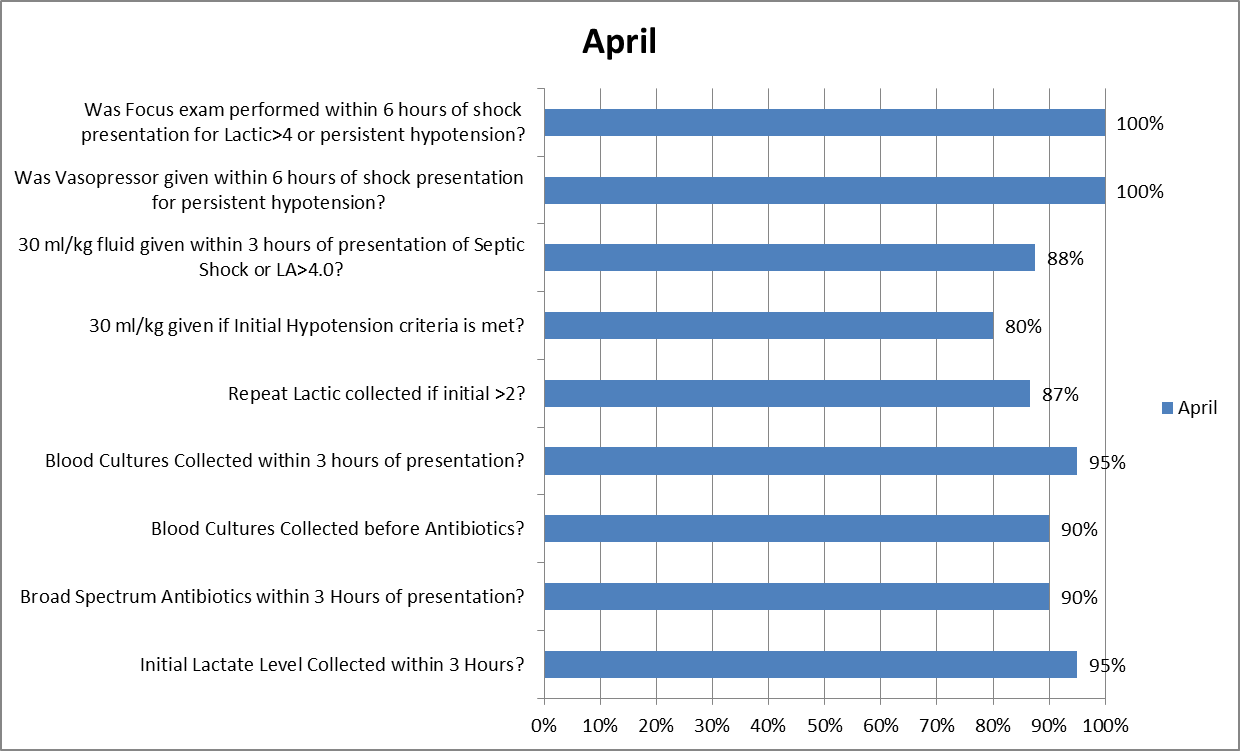 April
Was Focus exam performed within 6 hours of shock
presentation for Lactic>4 or persistent hypotension?
100%
Was Vasopressor given within 6 hours of shock presentation
for persistent hypotension?
100%
30 ml/kg fluid given within 3 hours of presentation of Septic
Shock or LA>4.0?
88%
30 ml/kg given if Initial Hypotension criteria is met?
80%
Repeat Lactic collected if initial >2?
87%
April
Blood Cultures Collected within 3 hours of presentation?
95%
Blood Cultures Collected before Antibiotics?
90%
Broad Spectrum Antibiotics within 3 Hours of presentation?
90%
Initial Lactate Level Collected within 3 Hours?
95%
0% 10% 20% 30% 40% 50% 60% 70% 80% 90% 100%